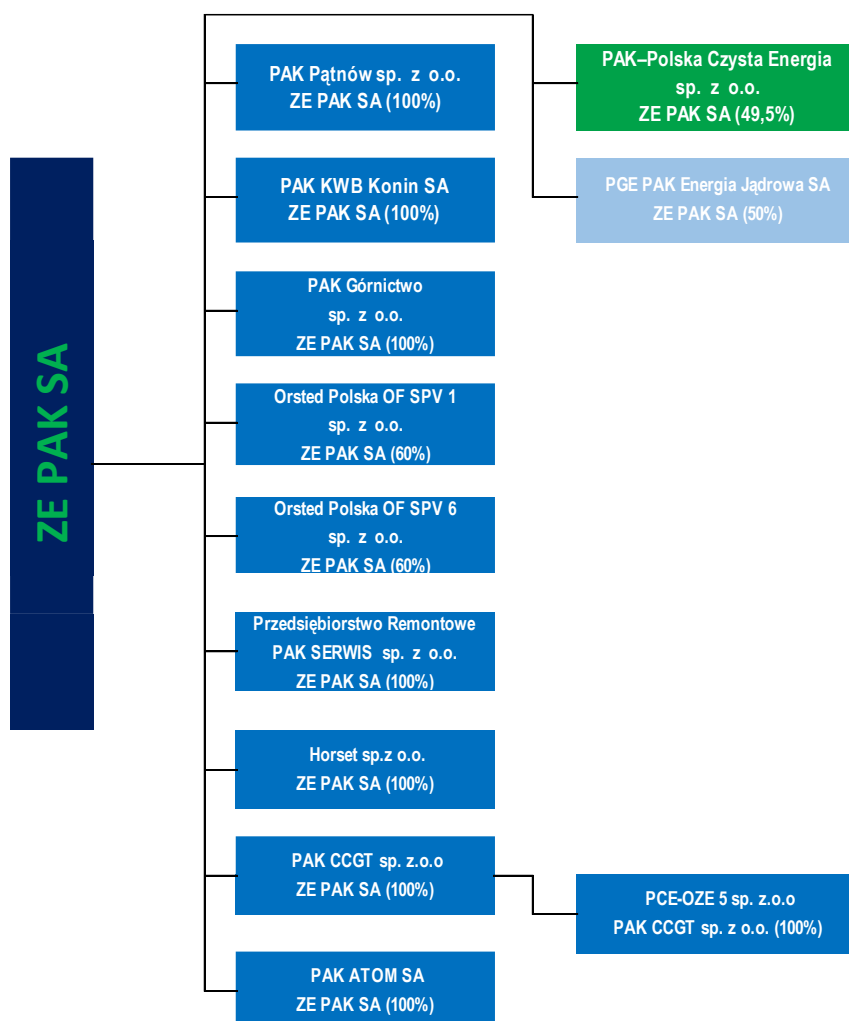 ZE PAK SA
PAK Pątnów sp. z o.o.
ZE PAK SA (100%)
PAK KWB Konin SA
ZE PAK SA (100%)
PAK Górnictwo
sp. z o.o.
ZE PAK SA (100%)
Orsted Polska OF SPV 1
sp. z o.o.
ZE PAK SA (60%)
Orsted Polska OF SPV 6
sp. z o.o.
ZE PAK SA (60%)
Przedsiębiorstwo Remontowe
PAK SERWIS sp. z o.o.
ZE PAK SA (100%)
Horset sp.z o.o.
ZE PAK SA (100%)
PAK CCGT sp. z.o.o
ZE PAK SA (100%)
PAK ATOM SA
ZE PAK SA (100%)
PAK–Polska Czysta Energia
sp. z o.o.
ZE PAK SA (49,5%)
PGE PAK Energia Jądrowa SA
ZE PAK SA (50%)
PCE-OZE 5 sp. z.o.o
PAK CCGT sp. z o.o. (100%)